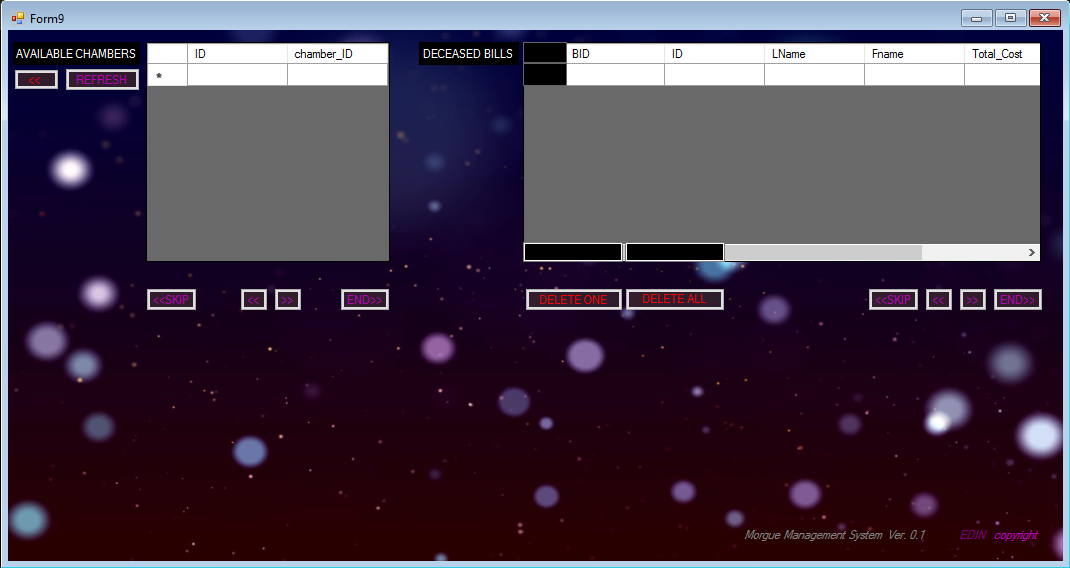 Form9
AVAILABLE CHAMBERS
ID chamber_ID
<< REFRESH
*
DECEASED BILLS
BID ID LName Fname Total_Cost
<<SKIP << >> END>>
DELETE ONE DELETE ALL
<<SKIP << >> END>>
Morgue Management System Ver. 0.1 EDIN copyright